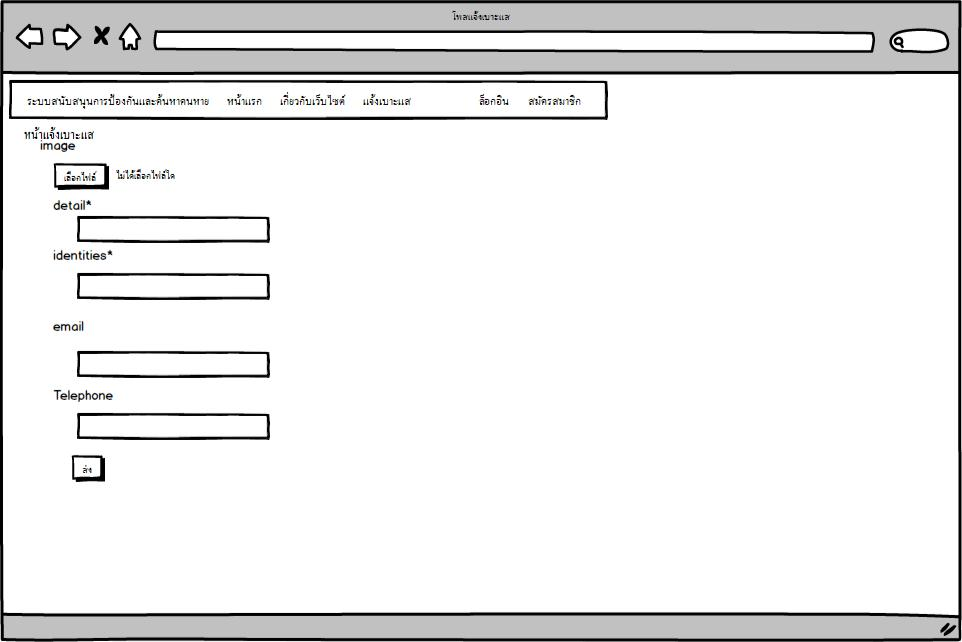 โพสแจ้งเบาะแส
ระบบสนับสนุนการป้องกันและค้นหาคนหาย หน้าแรก เกี่ยวกับเว็บไซต์ แจ้งเบาะแส ล็อกอิน สมัครสมาชิก
หน้าแจ้งเบาะแส
image
เลือกไฟล์ ไม่ได้เลือกไฟล์ใด
detail*
identities*
email
Telephone
ส่ง